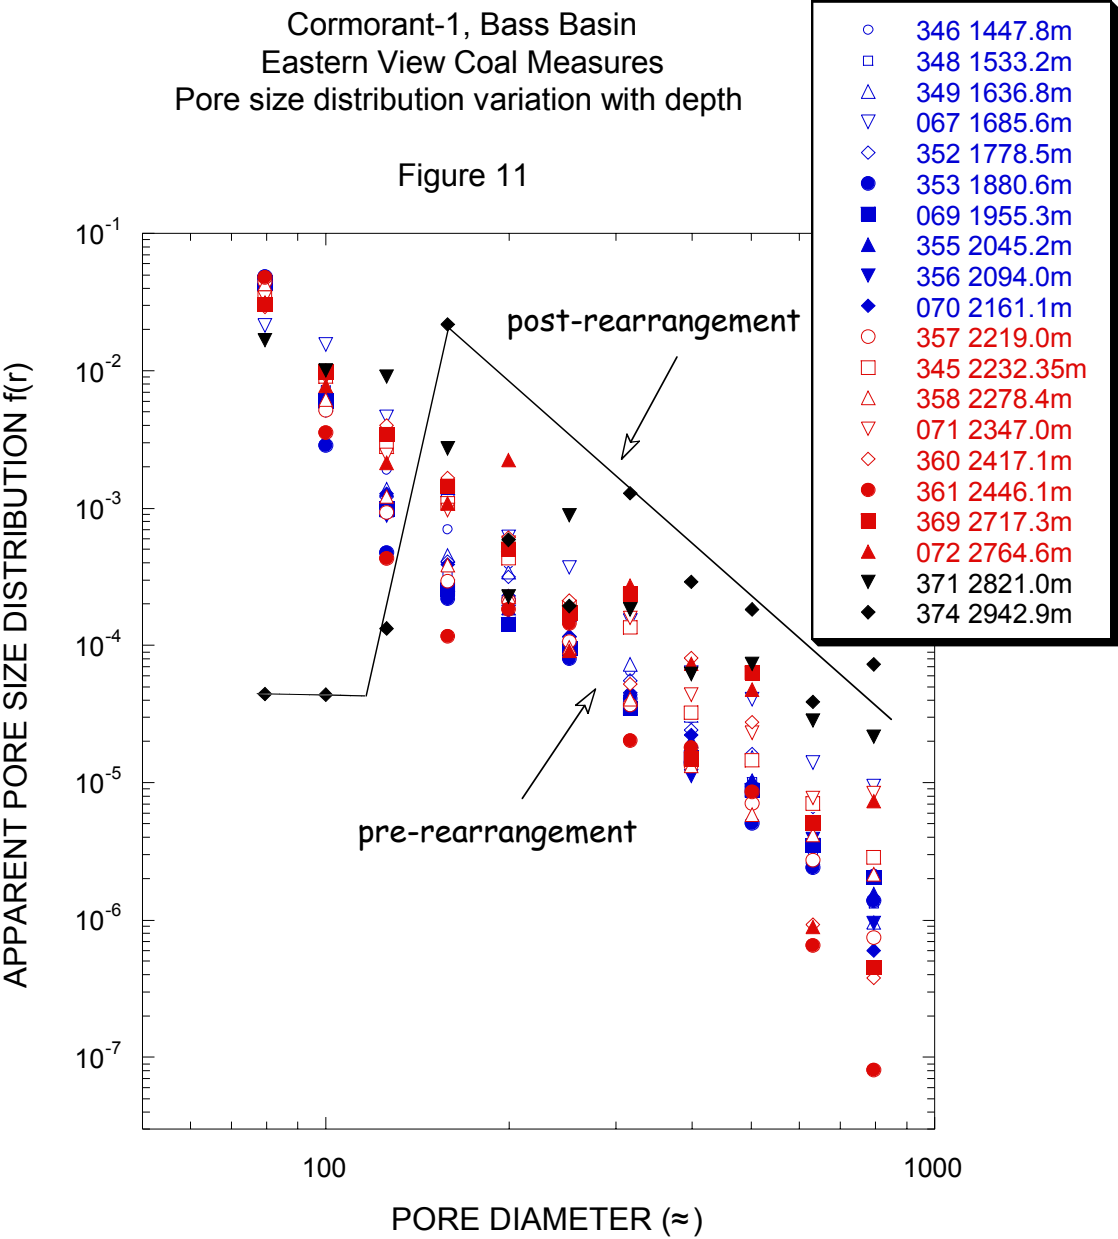 Cormorant-1, Bass Basin
Eastern View Coal Measures
Pore size distribution variation with depth
Figure 11
346 1447.8m
348 1533.2m
349 1636.8m
067 1685.6m
352 1778.5m
353 1880.6m
069 1955.3m
355 2045.2m
356 2094.0m
070 2161.1m
357 2219.0m
345 2232.35m
358 2278.4m
071 2347.0m
360 2417.1m
361 2446.1m
369 2717.3m
072 2764.6m
371 2821.0m
374 2942.9m
APPARENT PORE SIZE DISTRIBUTION f(r)
10-1
10-2
10-3
10-4
10-5
10-6
10-7
post-rearrangement
pre-rearrangement
100
1000
PORE DIAMETER (≈)